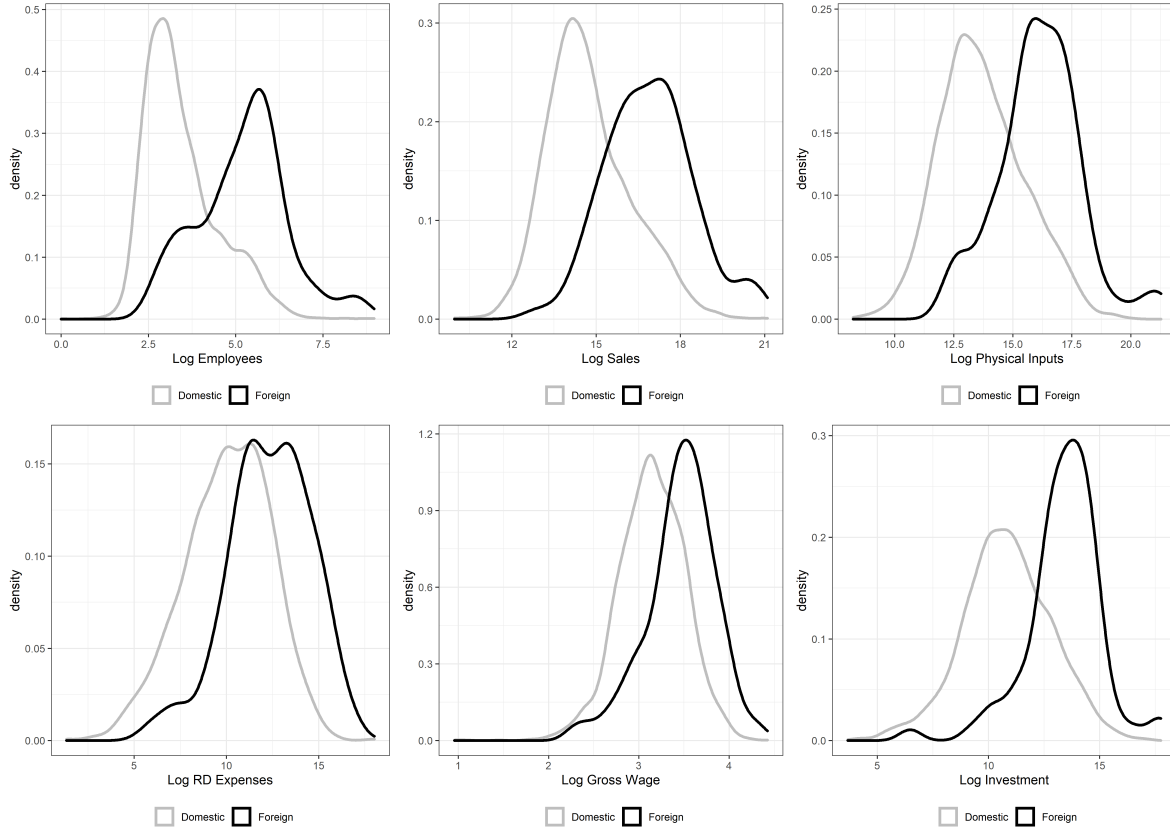 density
0.5
0.4
0.3
0.2
0.1
0.0
0.0 2.5 5.0 7.5
Log Employees
Domestic Foreign
density
0.3
0.2
0.1
0.0
12 15 18 21
Log Sales
Domestic Foreign
density
0.25
0.20
0.15
0.10
0.05
0.00
10.0 12.5 15.0 17.5 20.0
Log Physical Inputs
Domestic Foreign
density
0.15
0.10
0.05
0.00
5 10 15
Log RD Expenses
Domestic Foreign
density
1.2
0.9
0.6
0.3
0.0
1 2 3 4
Log Gross Wage
Domestic Foreign
density
0.3
0.2
0.1
0.0
5 10 15
Log Investment
Domestic Foreign